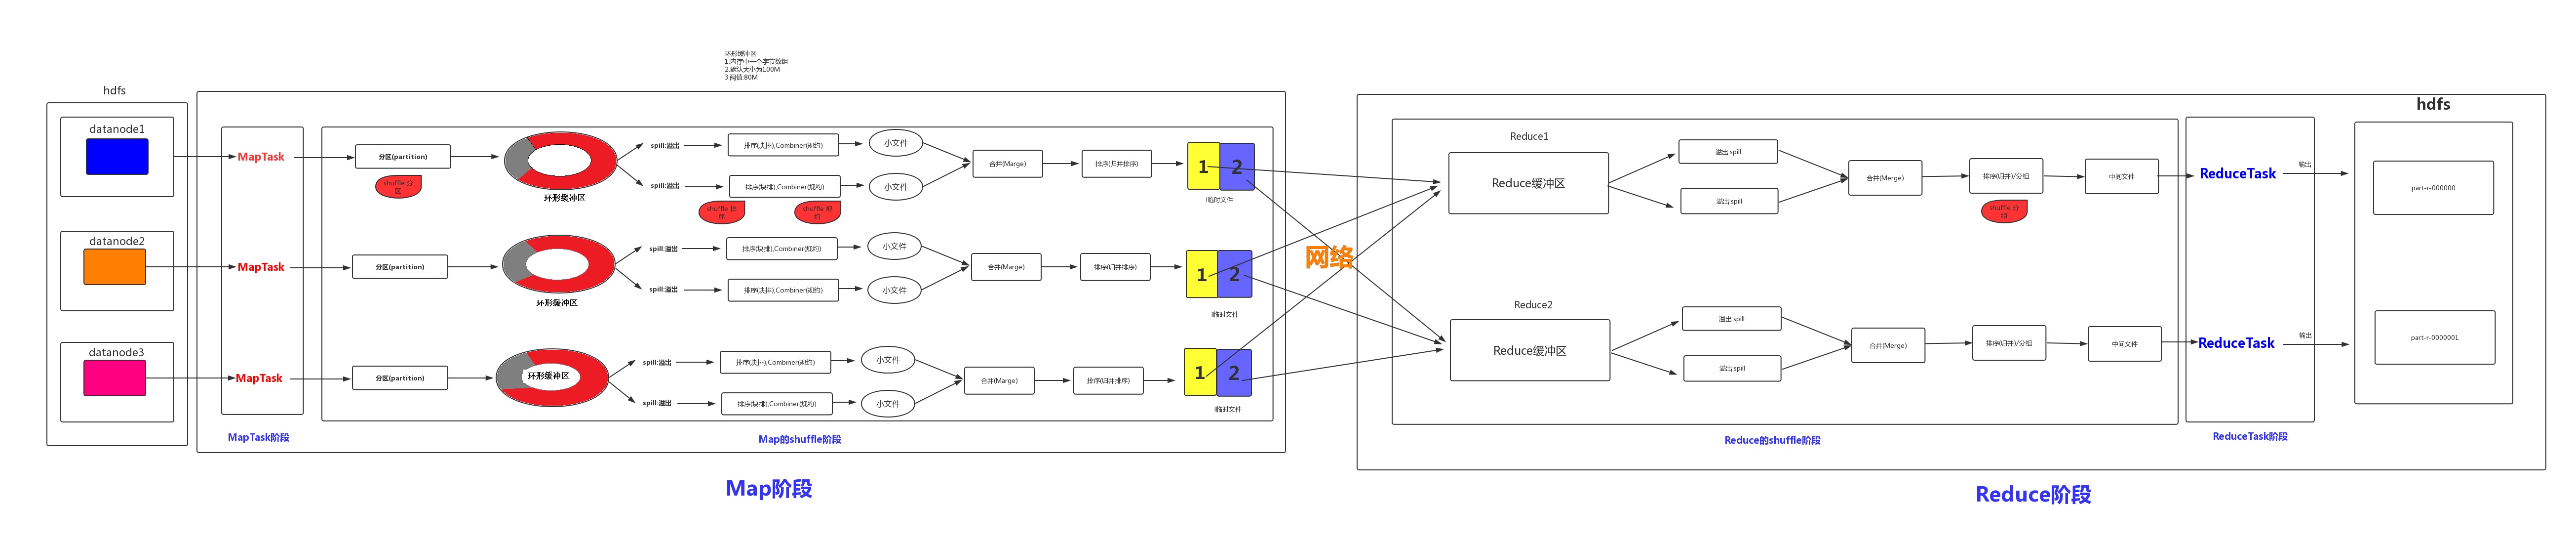 环形缓冲区
1.内存中一个字节数组
2.默认大小为100M
3.阈值:80M
hdfs
datanode1
datanode2
datanode3
MapTask
MapTask
MapTask
MapTask阶段
分区(partition)
shuffle 分
区
环形缓冲区
spill:溢出
排序(块排),Combiner(规约)
小文件
spill:溢出
排序(块排),Combiner(规约)
小文件
shuffle 排
序
shuffle 规
约
合并(Marge)
排序(归并排序)
1
2
l临时文件
分区(partition)
环形缓冲区
spill:溢出
排序(块排),Combiner(规约)
小文件
spill:溢出
排序(块排),Combiner(规约)
小文件
合并(Marge)
排序(归并排序)
1
2
l临时文件
分区(partition)
环形缓冲区
spill:溢出
排序(块排),Combiner(规约)
小文件
spill:溢出
排序(块排),Combiner(规约)
小文件
合并(Marge)
排序(归并排序)
1
2
l临时文件
Map的shuffle阶段
Map阶段
网络
Reduce1
Reduce缓冲区
溢出:spill
溢出:spill
合并(Merge)
排序(归并)/分组
shuffle 分
组
中间文件
Reduce2
Reduce缓冲区
溢出:spill
溢出:spill
合并(Merge)
排序(归并)/分组
中间文件
Reduce的shuffle阶段
ReduceTask
输出
ReduceTask
输出
ReduceTask阶段
hdfs
part-r-000000
part-r-0000001
Reduce阶段